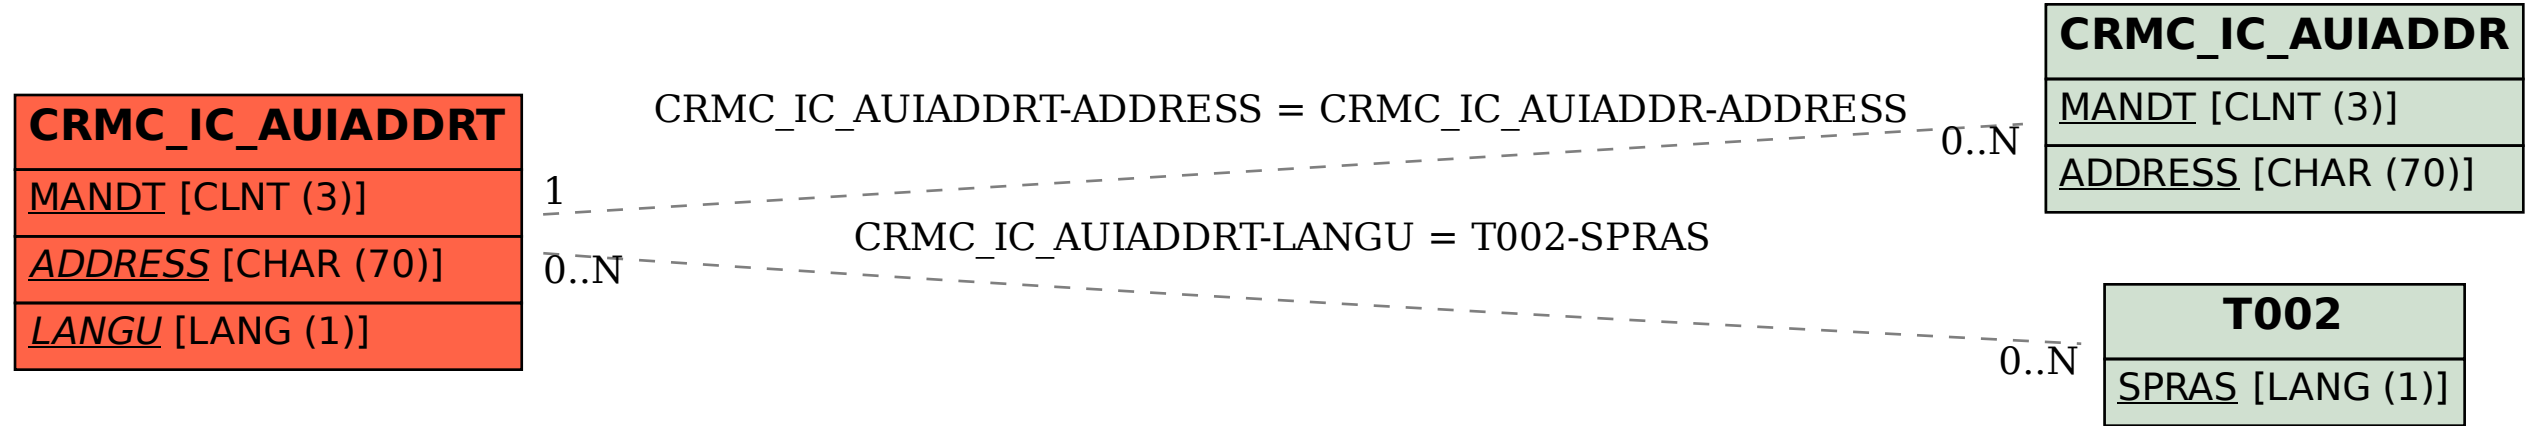 CRMC_IC_AUIADDRT
MANDT [CLNT (3)]
ADDRESS [CHAR (70)]
LANGU [LANG (1)]
CRMC_IC_AUIADDRT-ADDRESS = CRMC_IC_AUIADDR-ADDRESS
1
0..N
CRMC_IC_AUIADDRT-LANGU = T002-SPRAS
0..N
0..N
CRMC_IC_AUIADDR
MANDT [CLNT (3)]
ADDRESS [CHAR (70)]
T002
SPRAS [LANG (1)]